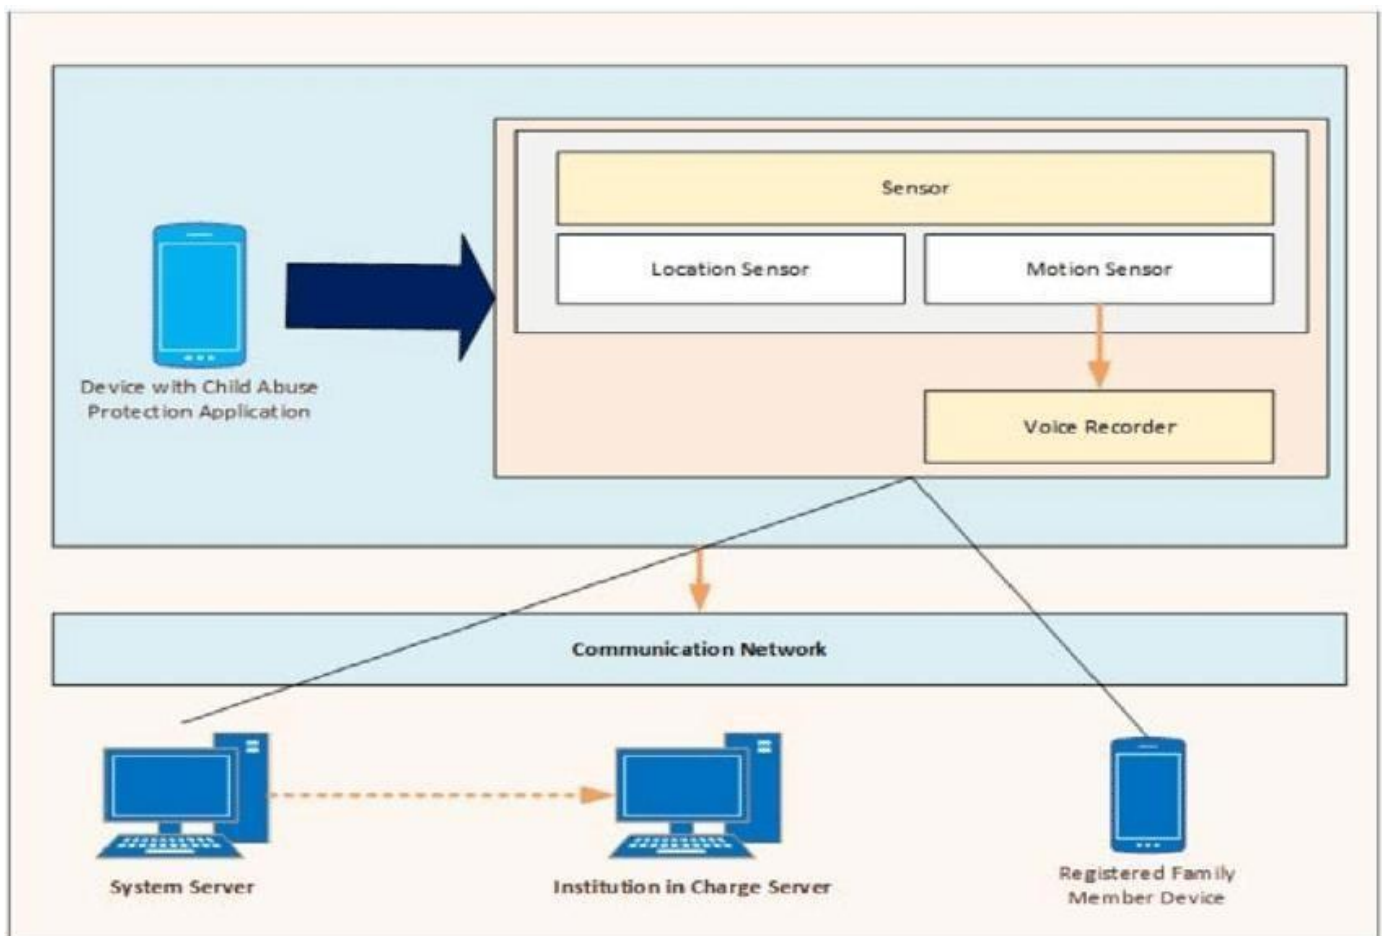 Sensor
Location Sensor
Motion Sensor
Device with Child Abuse
Protection Application
Voice Recorder
Communication Network
System Server
Institution in Charge Server
Registered Family
Member Device